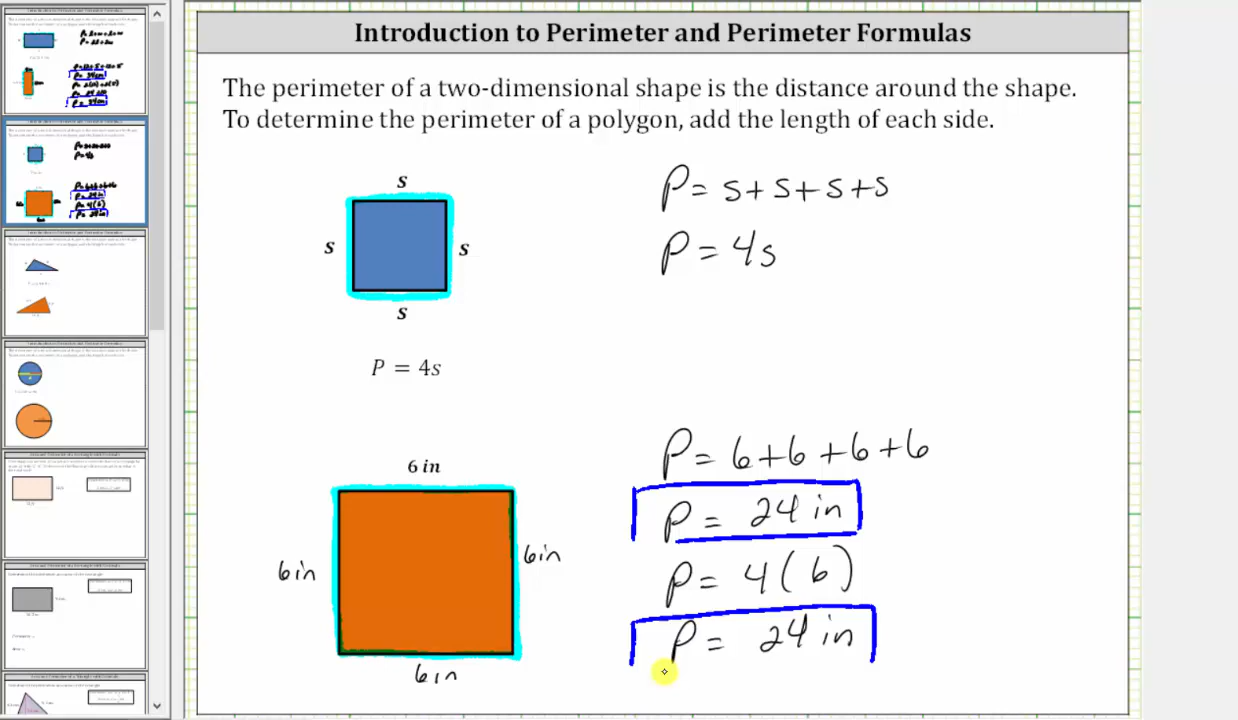 Introduction to Perimeter and Perimeter Formulas
The perimeter of a two-dimensional shape is the distance around the shape.
To determine the perimeter of a polygon, add the length of each side.
s
s s
s
P = 4s
P = s + s + s + s
P = 4s
6 in
6in 6in
6in
P = 6+6+6+6
P = 24 in
P = 4(6)
P = 24 in